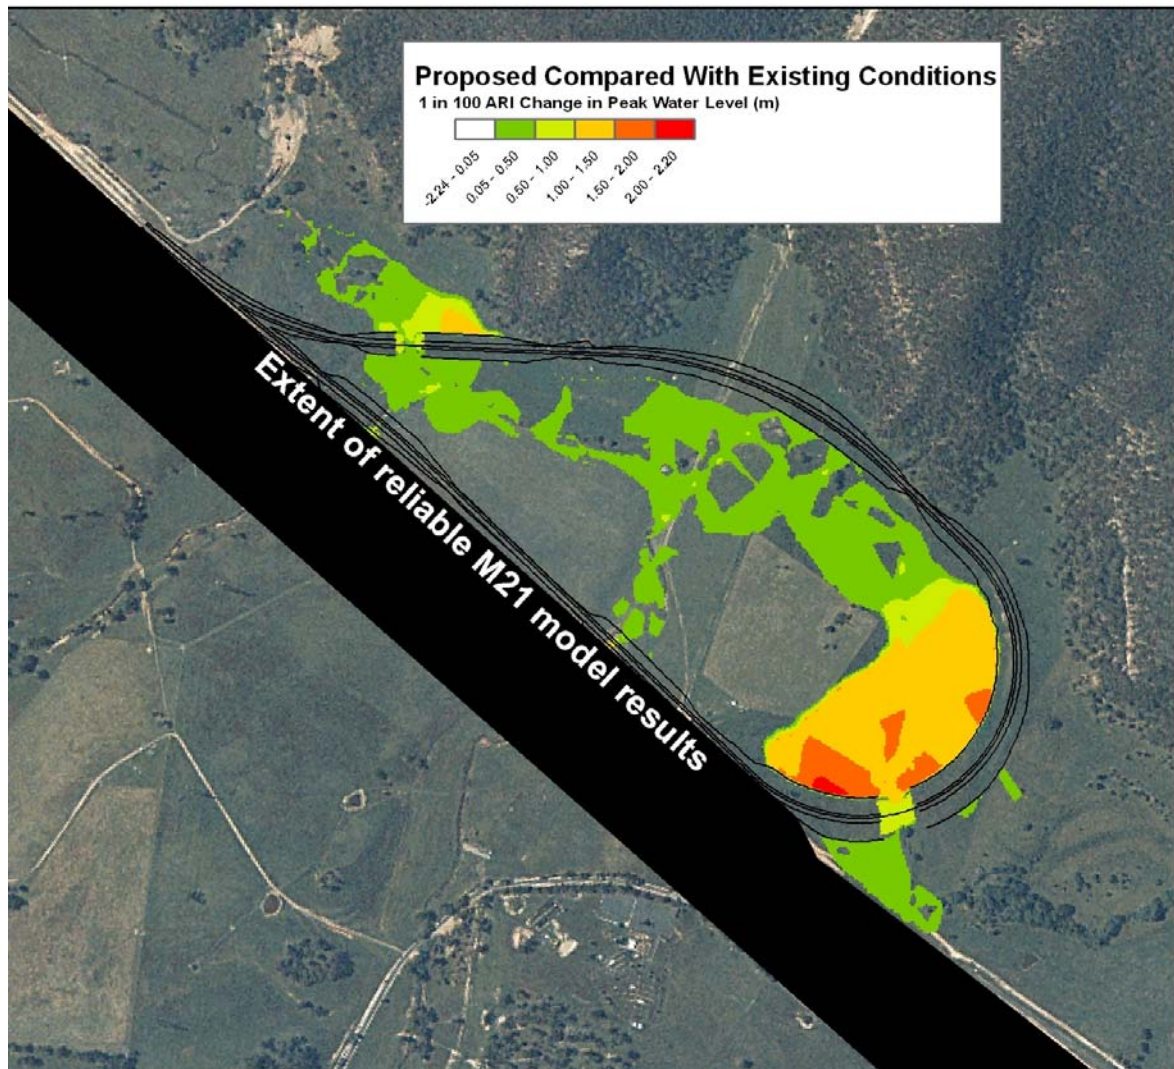 Proposed Compared With Existing Conditions
1 in 100 ARI Change in Peak Water Level (m)
-2.24 - 0.05
0.05 - 0.50
0.50 - 1.00
1.00 - 1.50
1.50 - 2.00
2.00 - 2.20
Extent of reliable M21 model results